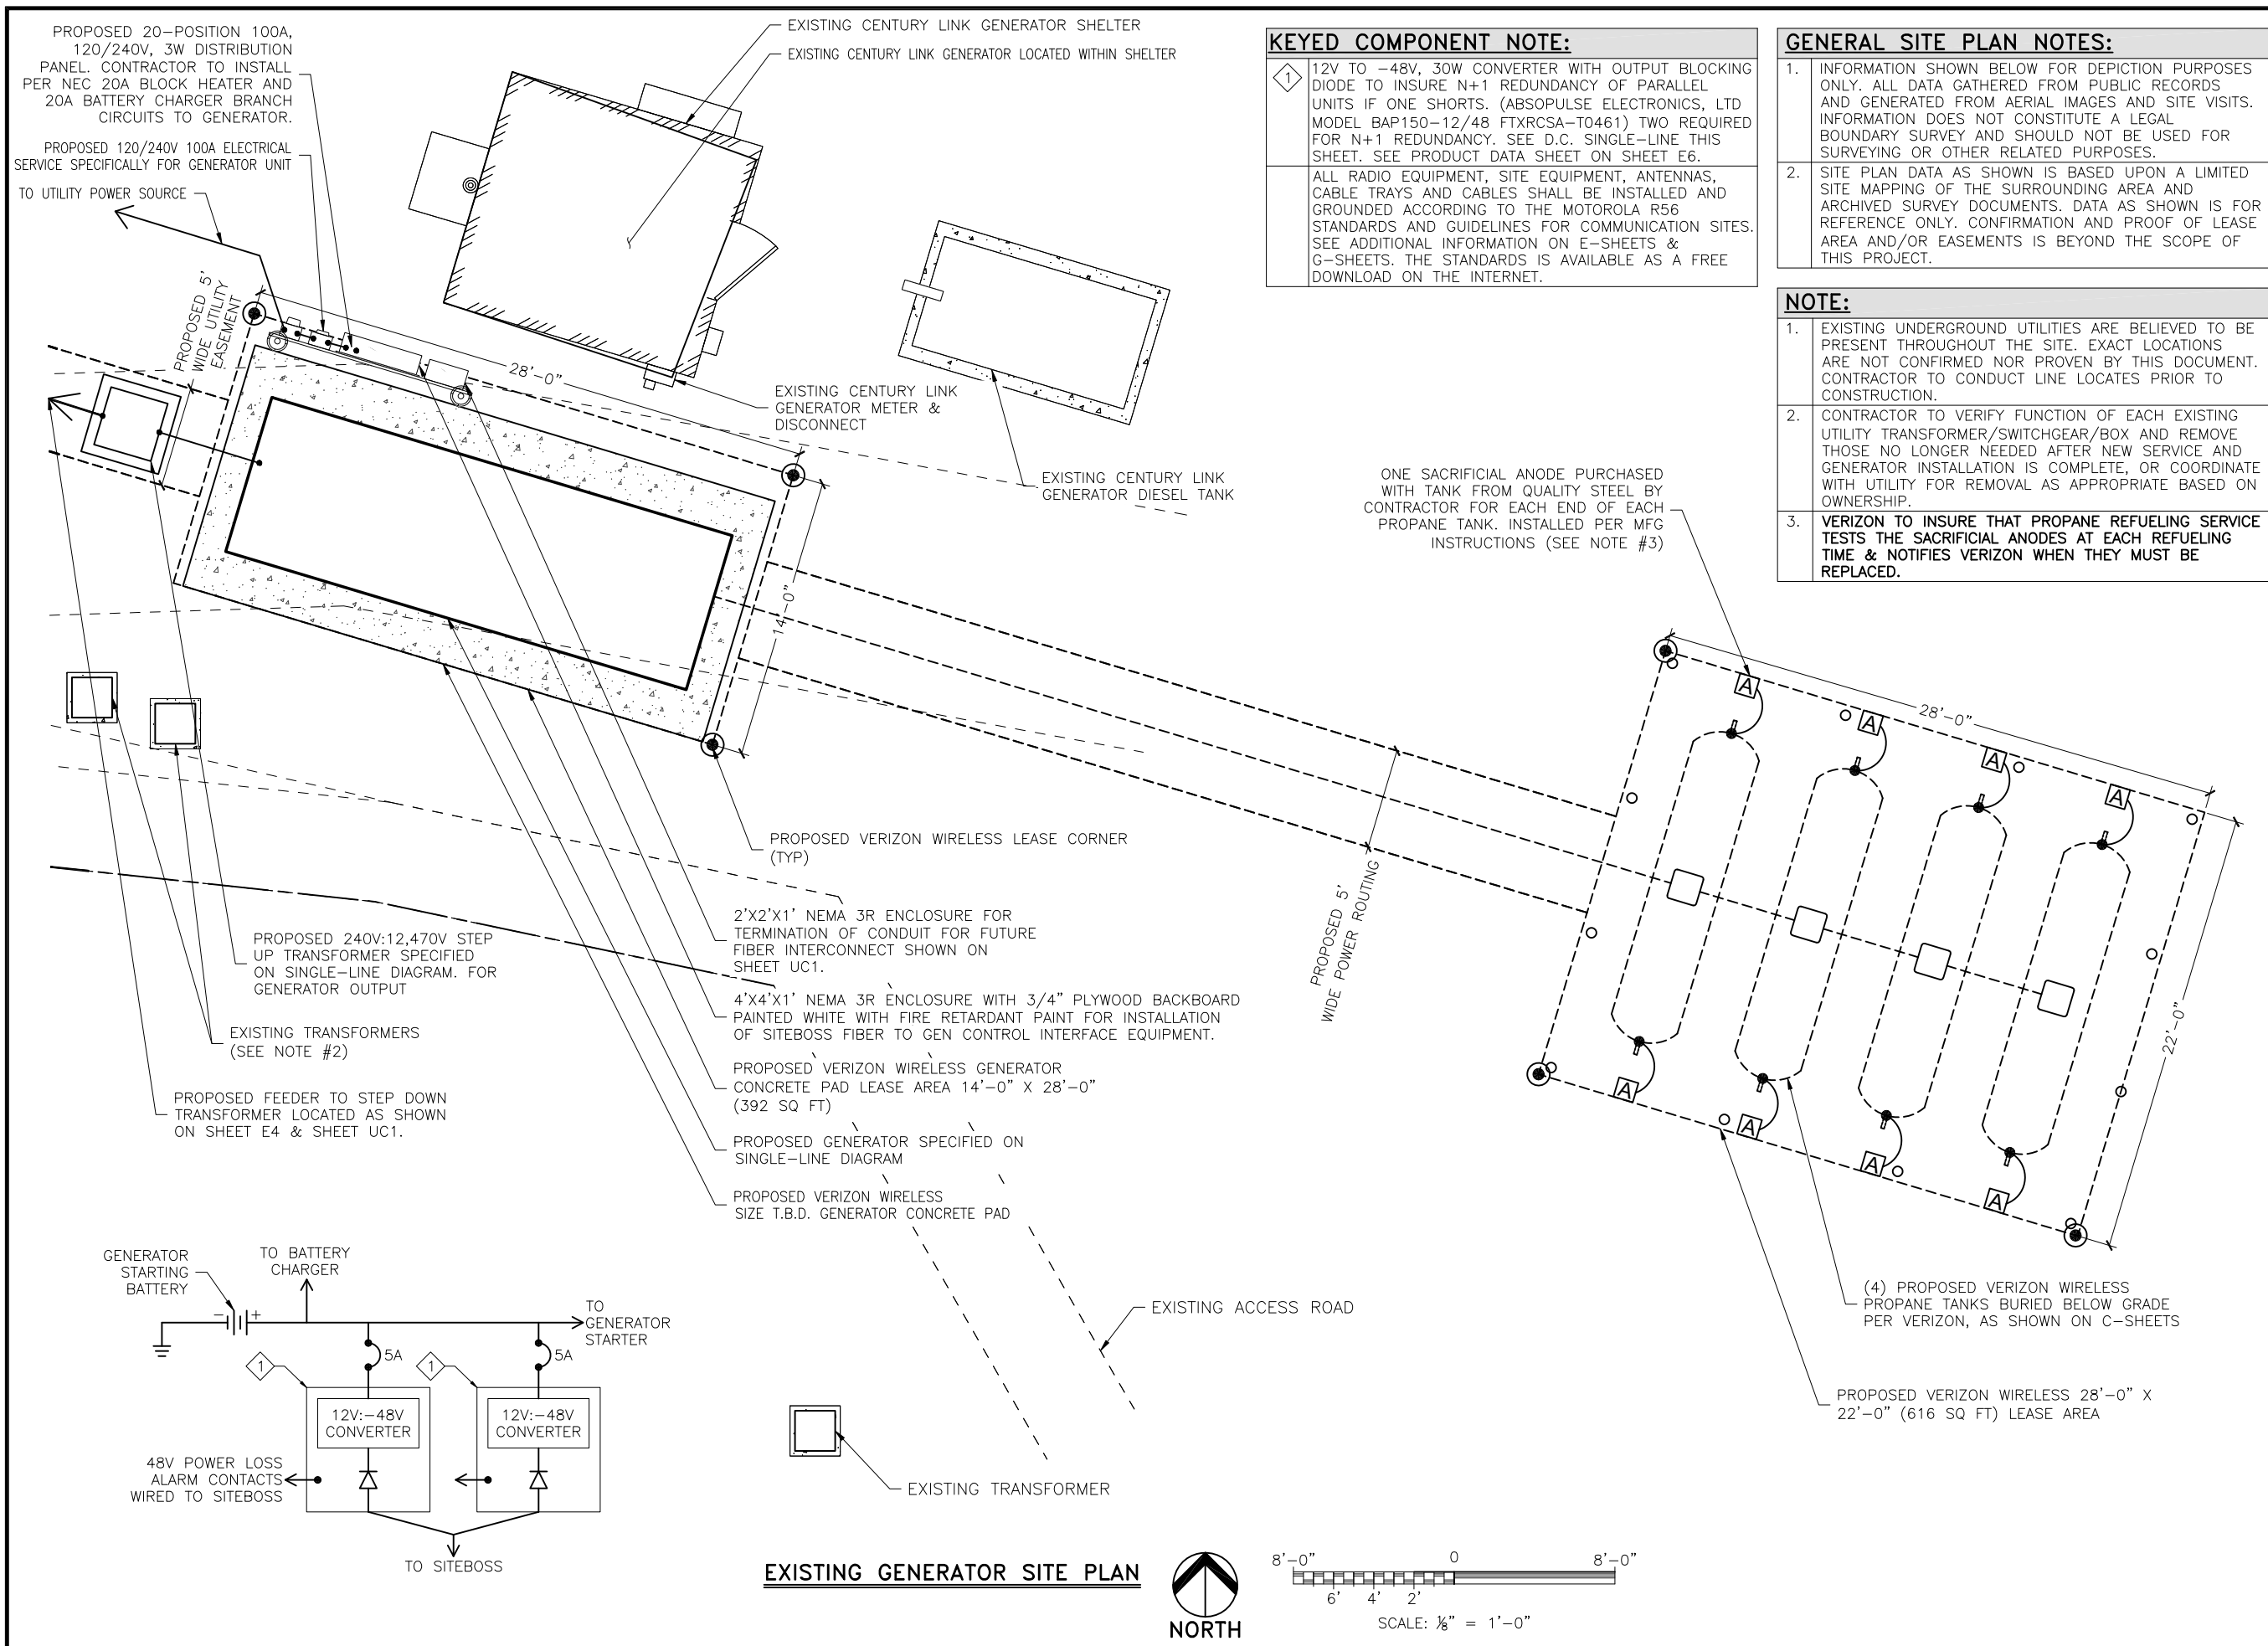 PROPOSED 20-POSITION 100A,
120/240V, 3W DISTRIBUTION
PANEL. CONTRACTOR TO INSTALL
PER NEC 20A BLOCK HEATER AND
20A BATTERY CHARGER BRANCH
CIRCUITS TO GENERATOR.
PROPOSED 120/240V 100A ELECTRICAL
SERVICE SPECIFICALLY FOR GENERATOR UNIT
TO UTILITY POWER SOURCE
EXISTING CENTURY LINK GENERATOR SHELTER
EXISTING CENTURY LINK GENERATOR LOCATED WITHIN SHELTER
KEYED COMPONENT NOTE:
1
12V TO -48V, 30W CONVERTER WITH OUTPUT BLOCKING
DIODE TO INSURE N+1 REDUNDANCY OF PARALLEL
UNITS IF ONE SHORTS. (ABSOPULSE ELECTRONICS, LTD
MODEL BAP150-12/48 FTXRCSA-T0461) TWO REQUIRED
FOR N+1 REDUNDANCY. SEE D.C. SINGLE-LINE THIS
SHEET. SEE PRODUCT DATA SHEET ON SHEET E6.
ALL RADIO EQUIPMENT, SITE EQUIPMENT, ANTENNAS,
CABLE TRAYS AND CABLES SHALL BE INSTALLED AND
GROUNDED ACCORDING TO THE MOTOROLA R56
STANDARDS AND GUIDELINES FOR COMMUNICATION SITES.
SEE ADDITIONAL INFORMATION ON E-SHEETS &
G-SHEETS. THE STANDARDS IS AVAILABLE AS A FREE
DOWNLOAD ON THE INTERNET.
GENERAL SITE PLAN NOTES:
1. INFORMATION SHOWN BELOW FOR DEPICTION PURPOSES
ONLY. ALL DATA GATHERED FROM PUBLIC RECORDS
AND GENERATED FROM AERIAL IMAGES AND SITE VISITS.
INFORMATION DOES NOT CONSTITUTE A LEGAL
BOUNDARY SURVEY AND SHOULD NOT BE USED FOR
SURVEYING OR OTHER RELATED PURPOSES.
2. SITE PLAN DATA AS SHOWN IS BASED UPON A LIMITED
SITE MAPPING OF THE SURROUNDING AREA AND
ARCHIVED SURVEY DOCUMENTS. DATA AS SHOWN IS FOR
REFERENCE ONLY. CONFIRMATION AND PROOF OF LEASE
AREA AND/OR EASEMENTS IS BEYOND THE SCOPE OF
THIS PROJECT.
NOTE:
1. EXISTING UNDERGROUND UTILITIES ARE BELIEVED TO BE
PRESENT THROUGHOUT THE SITE. EXACT LOCATIONS
ARE NOT CONFIRMED NOR PROVEN BY THIS DOCUMENT.
CONTRACTOR TO CONDUCT LINE LOCATES PRIOR TO
CONSTRUCTION.
2. CONTRACTOR TO VERIFY FUNCTION OF EACH EXISTING
UTILITY TRANSFORMER/SWITCHGEAR/BOX AND REMOVE
THOSE NO LONGER NEEDED AFTER NEW SERVICE AND
GENERATOR INSTALLATION IS COMPLETE, OR COORDINATE
WITH UTILITY FOR REMOVAL AS APPROPRIATE BASED ON
OWNERSHIP.
3. VERIZON TO INSURE THAT PROPANE REFUELING SERVICE
TESTS THE SACRIFICIAL ANODES AT EACH REFUELING
TIME & NOTIFIES VERIZON WHEN THEY MUST BE
REPLACED.
PROPOSED 5'
WIDE UTILITY
EASEMENT
28'-0"
14'-0"
EXISTING CENTURY LINK
GENERATOR METER &
DISCONNECT
EXISTING CENTURY LINK
GENERATOR DIESEL TANK
ONE SACRIFICIAL ANODE PURCHASED
WITH TANK FROM QUALITY STEEL BY
CONTRACTOR FOR EACH END OF EACH
PROPANE TANK. INSTALLED PER MFG
INSTRUCTIONS (SEE NOTE #3)
28'-0"
A
A
A
A
22'-0"
A
A
A
A
PROPOSED 5'
WIDE POWER ROUTING
PROPOSED VERIZON WIRELESS LEASE CORNER
(TYP)
2'X2'X1' NEMA 3R ENCLOSURE FOR
TERMINATION OF CONDUIT FOR FUTURE
FIBER INTERCONNECT SHOWN ON
SHEET UC1.
4'X4'X1' NEMA 3R ENCLOSURE WITH 3/4" PLYWOOD BACKBOARD
PAINTED WHITE WITH FIRE RETARDANT PAINT FOR INSTALLATION
OF SITEBOSS FIBER TO GEN CONTROL INTERFACE EQUIPMENT.
PROPOSED VERIZON WIRELESS GENERATOR
CONCRETE PAD LEASE AREA 14'-0" X 28'-0"
(392 SQ FT)
PROPOSED GENERATOR SPECIFIED ON
SINGLE-LINE DIAGRAM
PROPOSED VERIZON WIRELESS
SIZE T.B.D. GENERATOR CONCRETE PAD
PROPOSED 240V:12,470V STEP
UP TRANSFORMER SPECIFIED
ON SINGLE-LINE DIAGRAM. FOR
GENERATOR OUTPUT
EXISTING TRANSFORMERS
(SEE NOTE #2)
PROPOSED FEEDER TO STEP DOWN
TRANSFORMER LOCATED AS SHOWN
ON SHEET E4 & SHEET UC1.
GENERATOR
STARTING
BATTERY
TO BATTERY
CHARGER
- +
TO
GENERATOR
STARTER
5A
5A
1
1
12V:-48V
CONVERTER
12V:-48V
CONVERTER
48V POWER LOSS
ALARM CONTACTS
WIRED TO SITEBOSS
TO SITEBOSS
EXISTING ACCESS ROAD
EXISTING TRANSFORMER
(4) PROPOSED VERIZON WIRELESS
PROPANE TANKS BURIED BELOW GRADE
PER VERIZON, AS SHOWN ON C-SHEETS
PROPOSED VERIZON WIRELESS 28'-0" X
22'-0" (616 SQ FT) LEASE AREA
EXISTING GENERATOR SITE PLAN
NORTH
8'-0" 0 8'-0"
6' 4' 2'
SCALE: 1/8" = 1'-0"